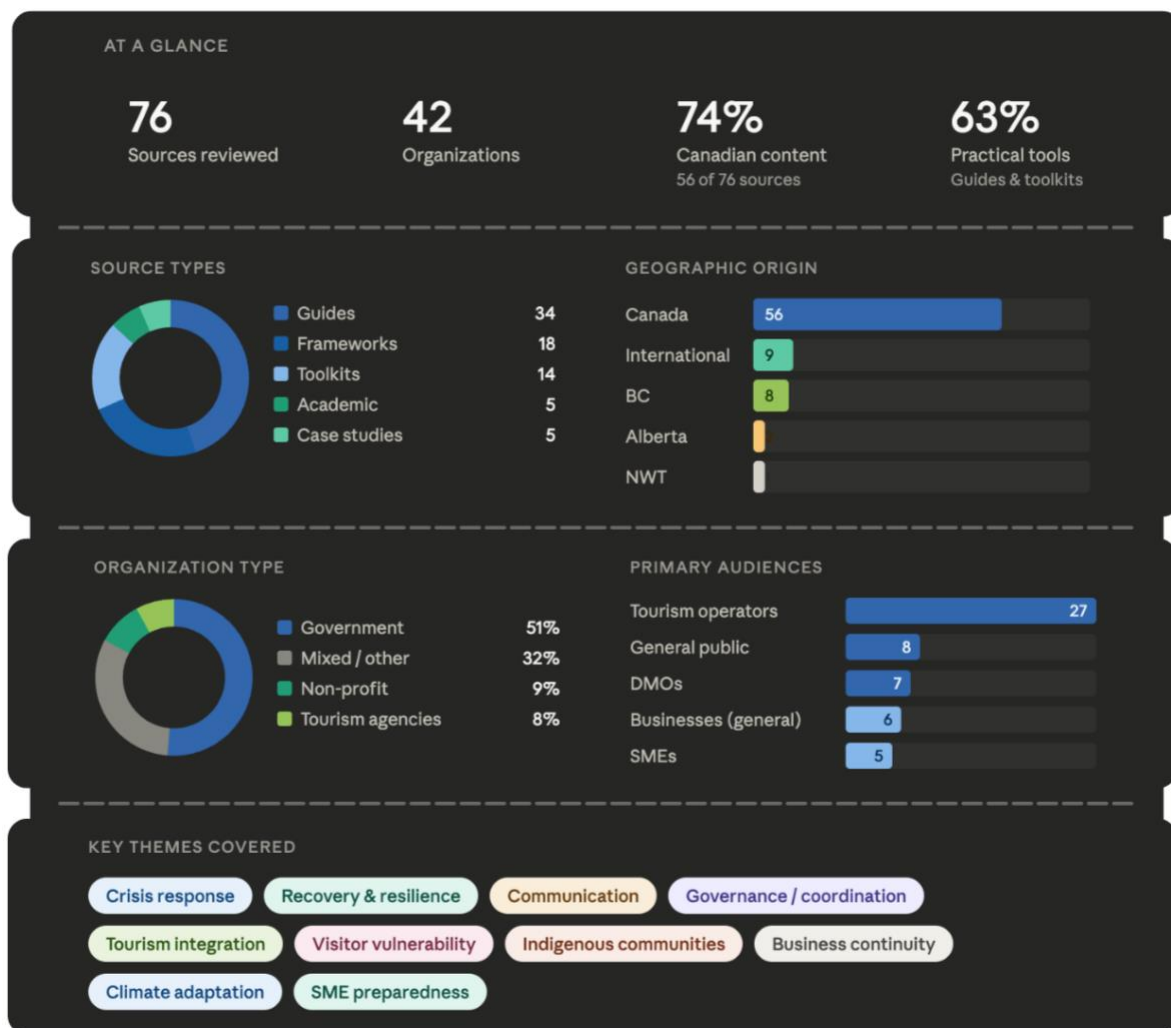 AT A GLANCE
76
Sources reviewed
42
Organizations
74%
Canadian content
56 of 76 sources
63%
Practical tools
Guides & toolkits
SOURCE TYPES
Guides 34
Frameworks 18
Toolkits 14
Academic 5
Case studies 5
GEOGRAPHIC ORIGIN
Canada 56
International 9
BC 8
Alberta
NWT
ORGANIZATION TYPE
Government 51%
Mixed / other 32%
Non-profit 9%
Tourism agencies 8%
PRIMARY AUDIENCES
Tourism operators 27
General public 8
DMOs 7
Businesses (general) 6
SMEs 5
KEY THEMES COVERED
Crisis response Recovery & resilience Communication Governance / coordination
Tourism integration Visitor vulnerability Indigenous communities Business continuity
Climate adaptation SME preparedness